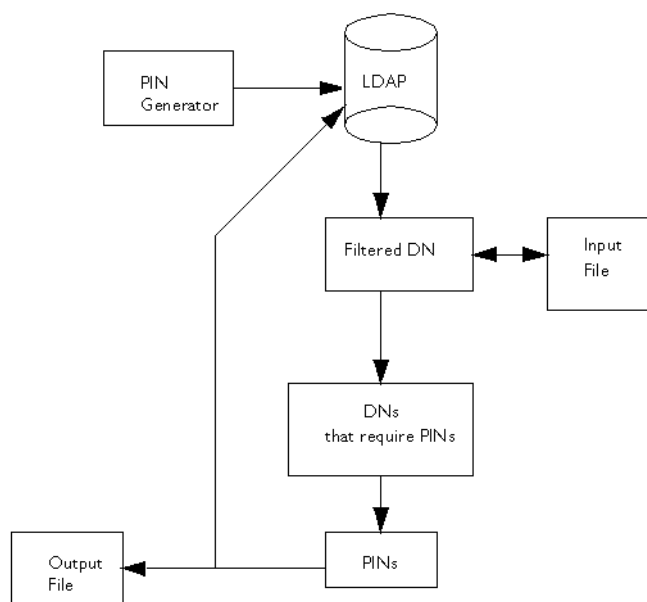 PIN
Generator
LDAP
Filtered DN
Input
File
DNs
that require PINs
PINs
Output
File